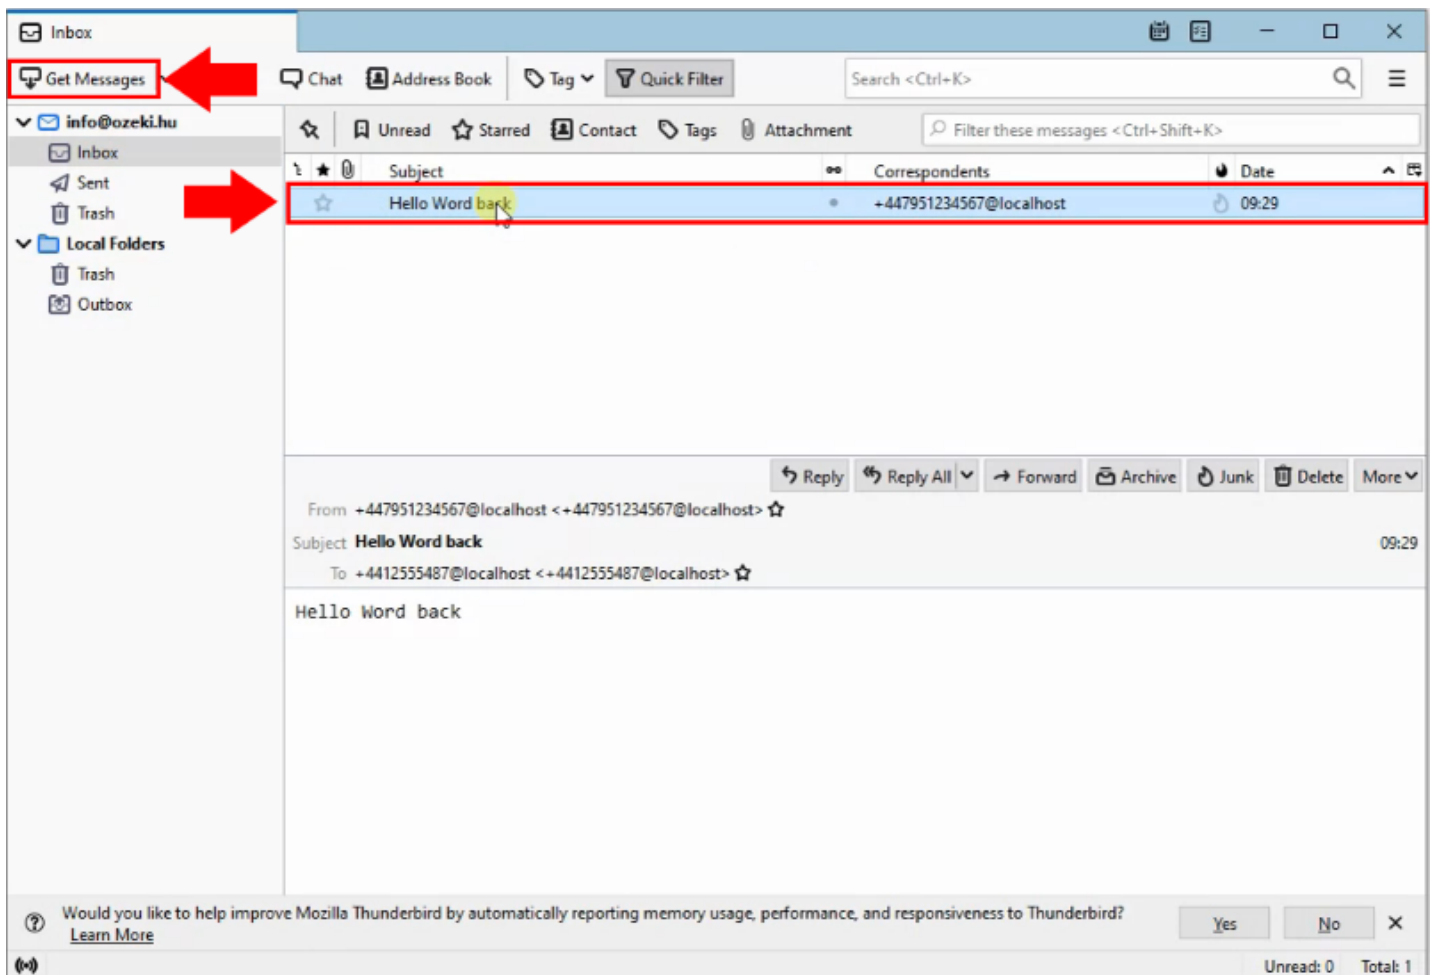 Inbox
Get Messages
Chat Address Book Tag Quick Filter Search <Ctrl+K>
info@ozeki.hu
Inbox
Sent
Trash
Local Folders
Trash
Outbox
Unread Starred Contact Tags Attachment Filter these messages <Ctrl+Shift+K>
Subject Correspondents Date
Hello Word back +447951234567@localhost 09:29
Reply Reply All Forward Archive Junk Delete More
From +447951234567@localhost <+447951234567@localhost>
Subject Hello Word back 09:29
To +4412555487@localhost <+4412555487@localhost>
Hello Word back
Would you like to help improve Mozilla Thunderbird by automatically reporting memory usage, performance, and responsiveness to Thunderbird?
Learn More
Yes No
Unread: 0 Total: 1